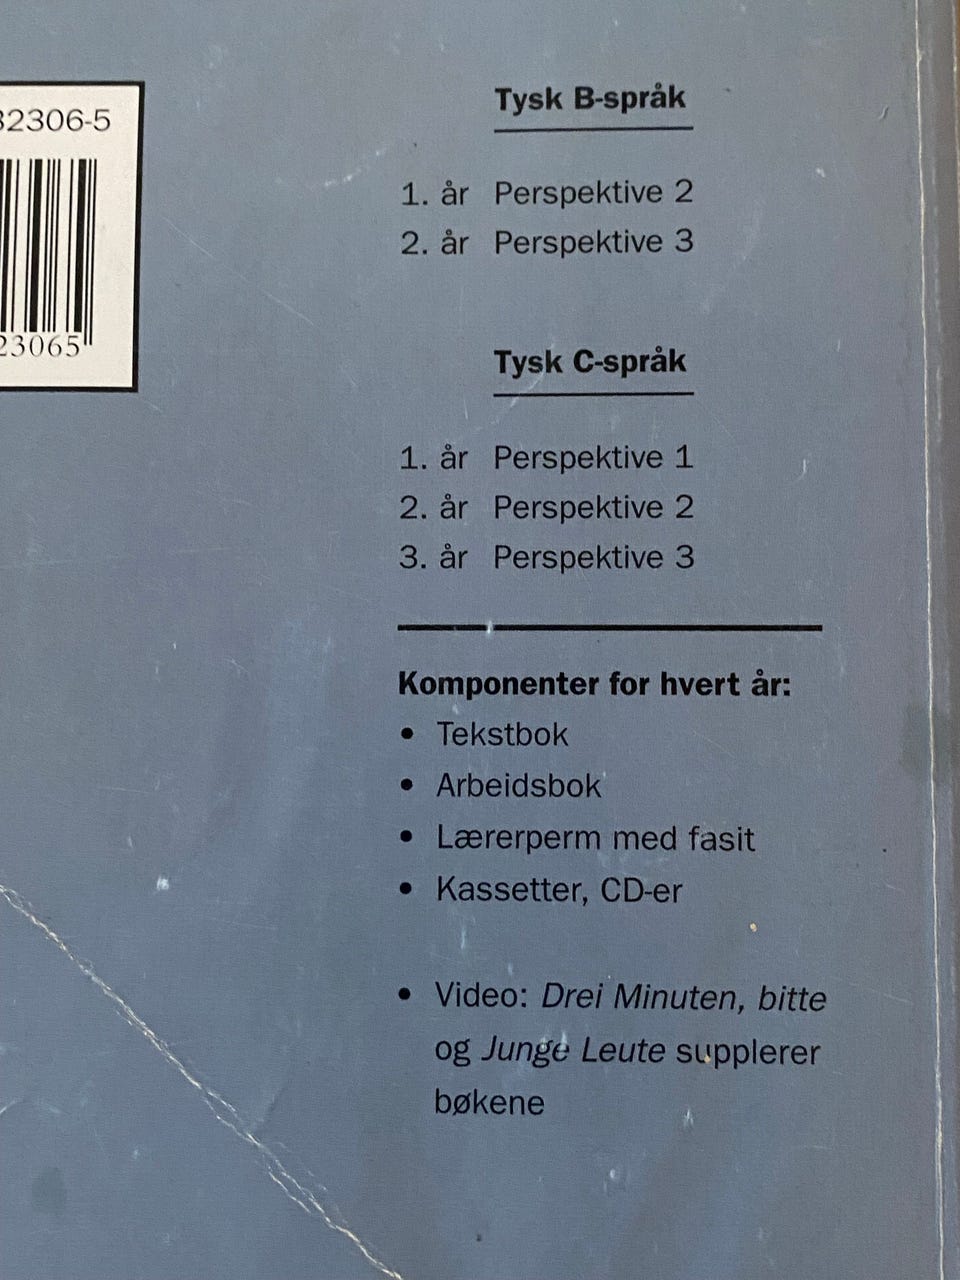 32306-5
23065
Tysk B-språk
1. år Perspektive 2
2. år Perspektive 3
Tysk C-språk
1. år Perspektive 1
2. år Perspektive 2
3. år Perspektive 3
Komponenter for hvert år:
• Tekstbok
• Arbeidsbok
• Lærerperm med fasit
• Kassetter, CD-er
• Video: Drei Minuten, bitte
og Junge Leute supplerer
bøkene